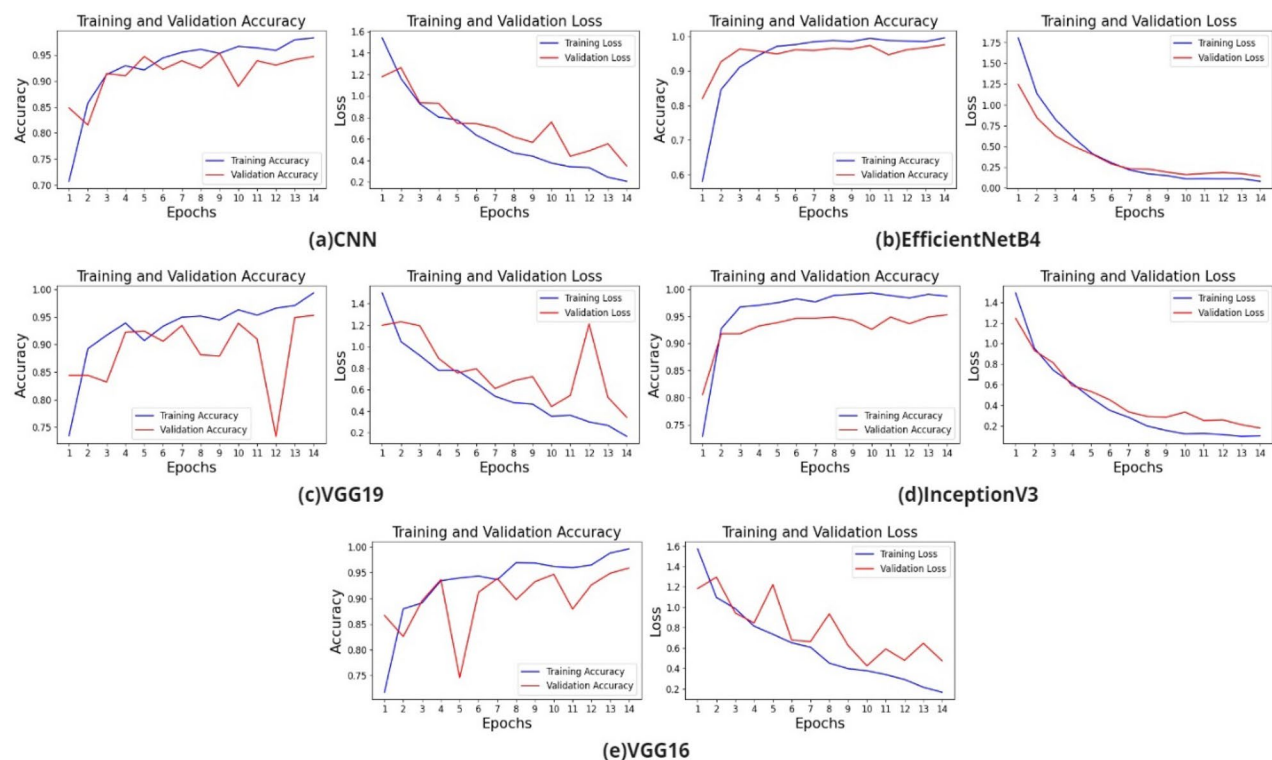 Training and Validation Accuracy
Accuracy
0.95
0.90
0.85
0.80
0.75
0.70
Training Accuracy
Validation Accuracy
1 2 3 4 5 6 7 8 9 10 11 12 13 14
Epochs
Training and Validation Loss
Loss
1.6
1.4
1.2
1.0
0.8
0.6
0.4
0.2
Training Loss
Validation Loss
1 2 3 4 5 6 7 8 9 10 11 12 13 14
Epochs
(a)CNN
Training and Validation Accuracy
Accuracy
1.0
0.9
0.8
0.7
0.6
Training Accuracy
Validation Accuracy
1 2 3 4 5 6 7 8 9 10 11 12 13 14
Epochs
Training and Validation Loss
Loss
1.75
1.50
1.25
1.00
0.75
0.50
0.25
0.00
Training Loss
Validation Loss
1 2 3 4 5 6 7 8 9 10 11 12 13 14
Epochs
(b)EfficientNetB4
Training and Validation Accuracy
Accuracy
1.00
0.95
0.90
0.85
0.80
0.75
Training Accuracy
Validation Accuracy
1 2 3 4 5 6 7 8 9 10 11 12 13 14
Epochs
Training and Validation Loss
Loss
1.4
1.2
1.0
0.8
0.6
0.4
0.2
Training Loss
Validation Loss
1 2 3 4 5 6 7 8 9 10 11 12 13 14
Epochs
(c)VGG19
Training and Validation Accuracy
Accuracy
1.00
0.95
0.90
0.85
0.80
0.75
Training Accuracy
Validation Accuracy
1 2 3 4 5 6 7 8 9 10 11 12 13 14
Epochs
Training and Validation Loss
Loss
1.4
1.2
1.0
0.8
0.6
0.4
0.2
Training Loss
Validation Loss
1 2 3 4 5 6 7 8 9 10 11 12 13 14
Epochs
(d)InceptionV3
Training and Validation Accuracy
Accuracy
1.00
0.95
0.90
0.85
0.80
0.75
Training Accuracy
Validation Accuracy
1 2 3 4 5 6 7 8 9 10 11 12 13 14
Epochs
Training and Validation Loss
Loss
1.6
1.4
1.2
1.0
0.8
0.6
0.4
0.2
Training Loss
Validation Loss
1 2 3 4 5 6 7 8 9 10 11 12 13 14
Epochs
(e)VGG16